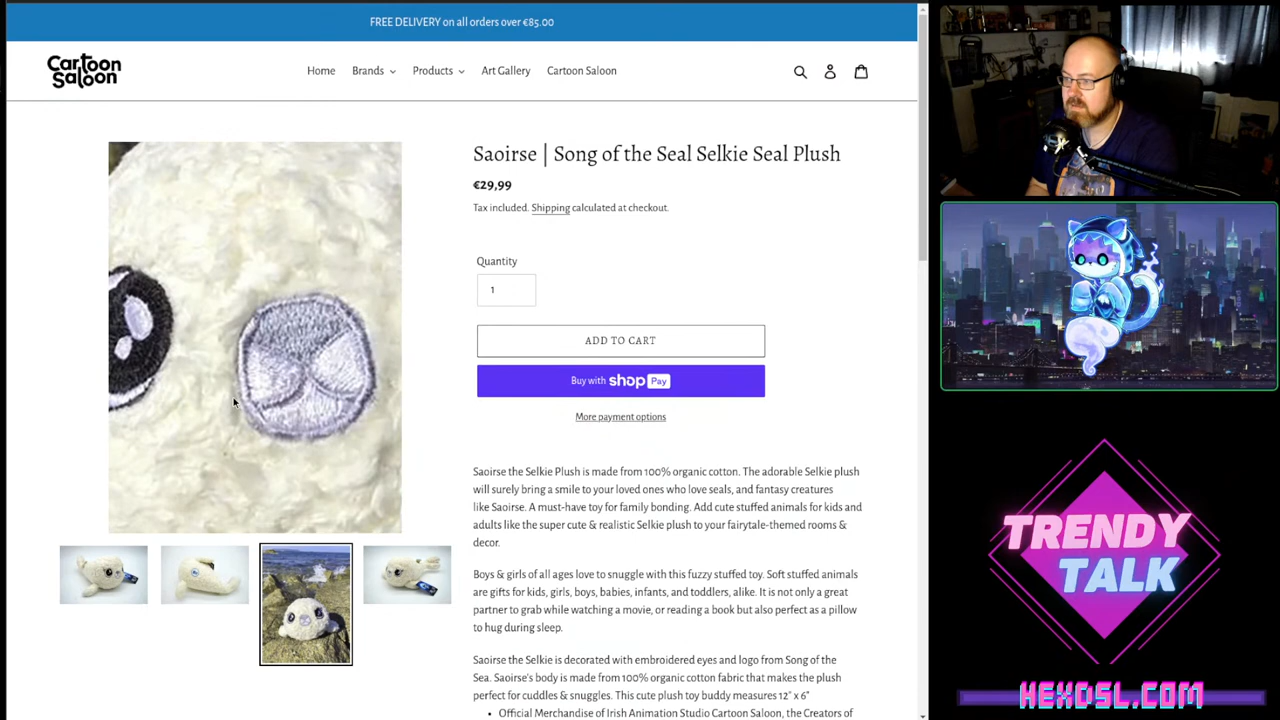 FREE DELIVERY on all orders over €85.00
Cartoon
Saloon
Home
Brands
Products
Art Gallery
Cartoon Saloon
Saoirse | Song of the Seal Selkie Seal Plush
€29,99
Tax included. Shipping calculated at checkout.
Quantity
1
ADD TO CART
Buy with shop Pay
More payment options
Saoirse the Selkie Plush is made from 100% organic cotton. The adorable Selkie plush
will surely bring a smile to your loved ones who love seals, and fantasy creatures
like Saoirse. A must-have toy for family bonding. Add cute stuffed animals for kids and
adults like the super cute & realistic Selkie plush to your fairytale-themed rooms &
decor.
Boys & girls of all ages love to snuggle with this fuzzy stuffed toy. Soft stuffed animals
are gifts for kids, girls, boys, babies, infants, and toddlers, alike. It is not only a great
partner to grab while watching a movie, or reading a book but also perfect as a pillow
to hug during sleep.
Saoirse the Selkie is decorated with embroidered eyes and logo from Song of the
Sea. Saoirse's body is made from 100% organic cotton fabric that makes the plush
perfect for cuddles & snuggles. This cute plush toy buddy measures 12" x 6"
• Official Merchandise of Irish Animation Studio Cartoon Saloon, the Creators of
TRENDY
TALK
HEXDSL.COM